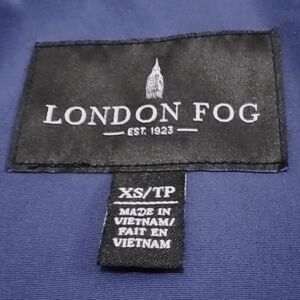 LONDON FOG
EST. 1923
XS/TP
MADE IN
VIETNAM/
FAIT EN
VIETNAM